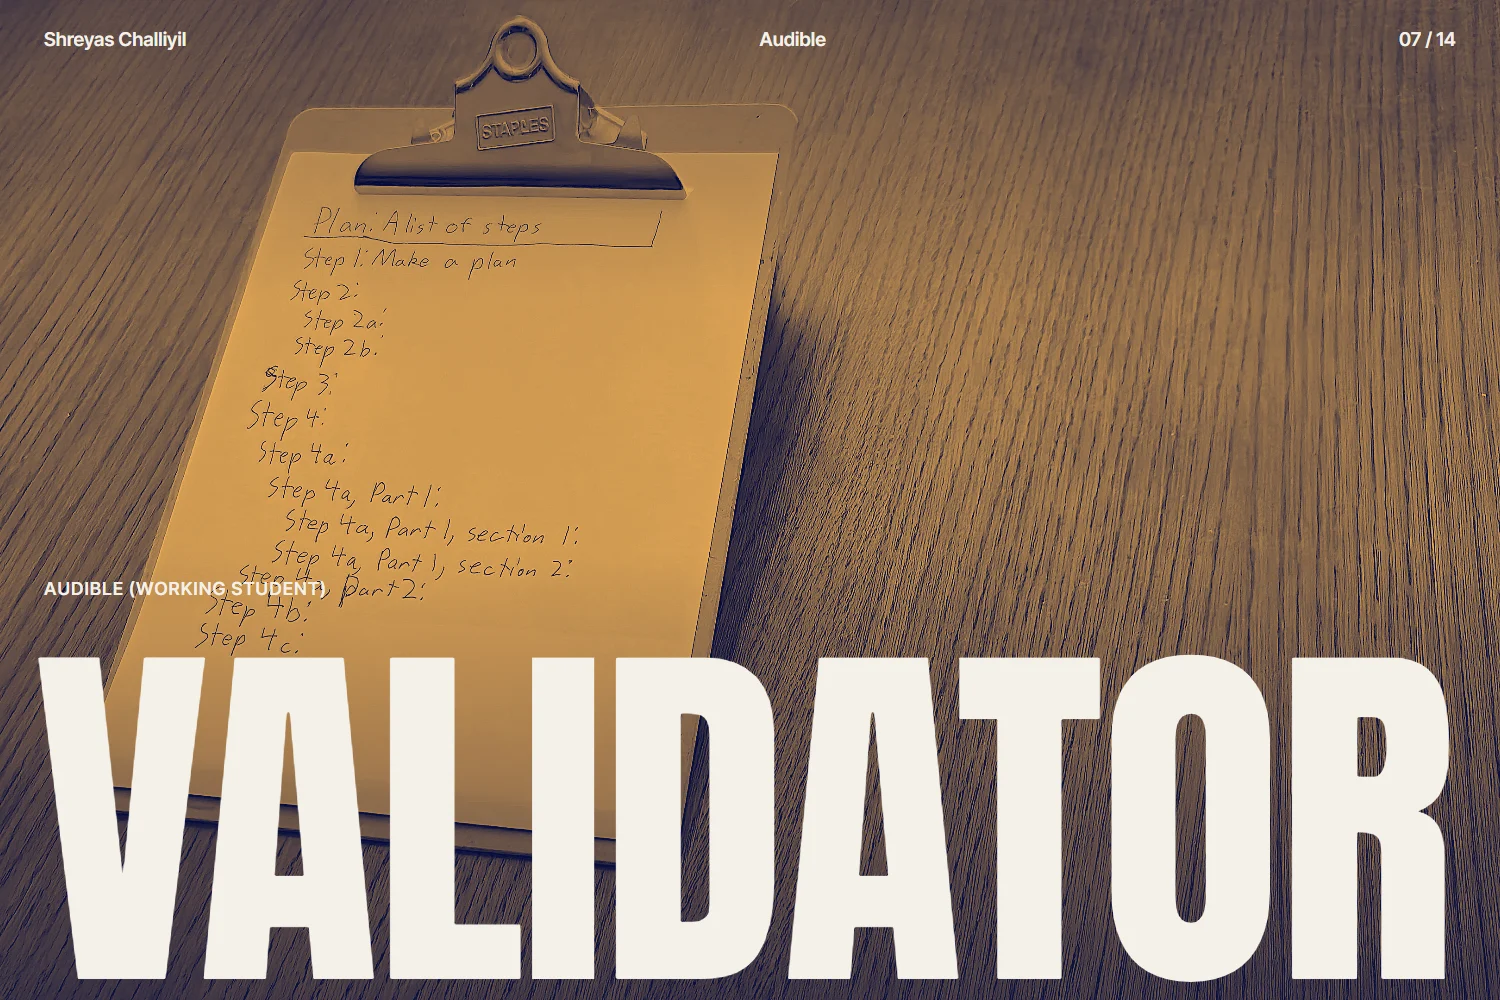 Shreyas Challiyil
Audible
07 / 14
STAPLES
Plan: A list of steps
Step 1: Make a plan
Step 2:
Step 2a:
Step 2b:
Step 3:
Step 4:
Step 4a:
Step 4a, Part 1:
Step 4a, Part 1, section 1:
Step 4a, Part 1, section 2:
Step 4a, Part 2:
AUDIBLE (WORKING STUDENT)
Step 4b:
Step 4c:
VALIDATOR